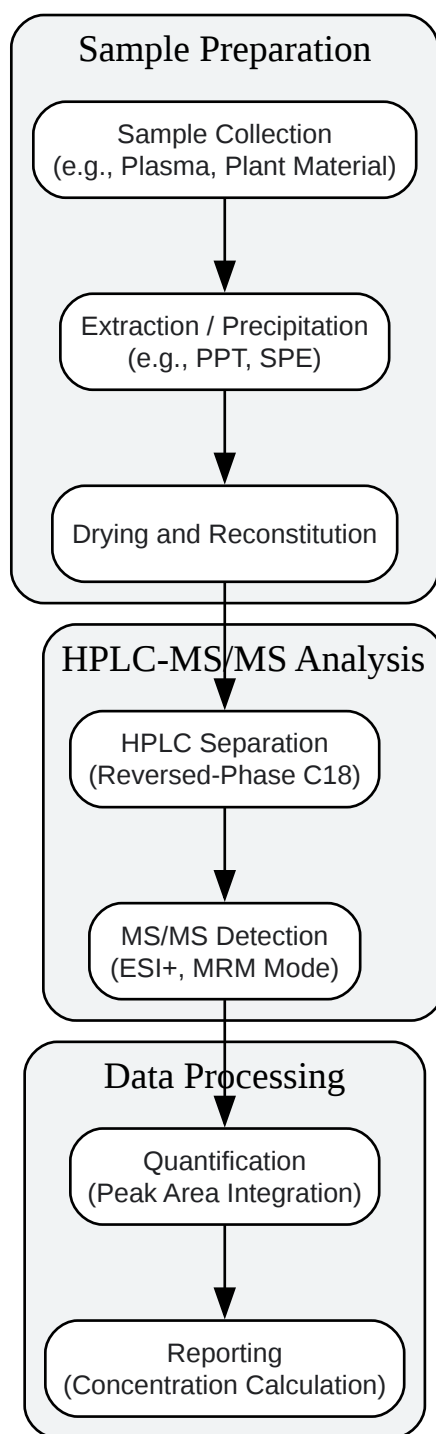 Sample Preparation
Sample Collection
(e.g., Plasma, Plant Material)
Extraction / Precipitation
(e.g., PPT, SPE)
Drying and Reconstitution
HPLC-MS/MS Analysis
HPLC Separation
(Reversed-Phase C18)
MS/MS Detection
(ESI+, MRM Mode)
Data Processing
Quantification
(Peak Area Integration)
Reporting
(Concentration Calculation)